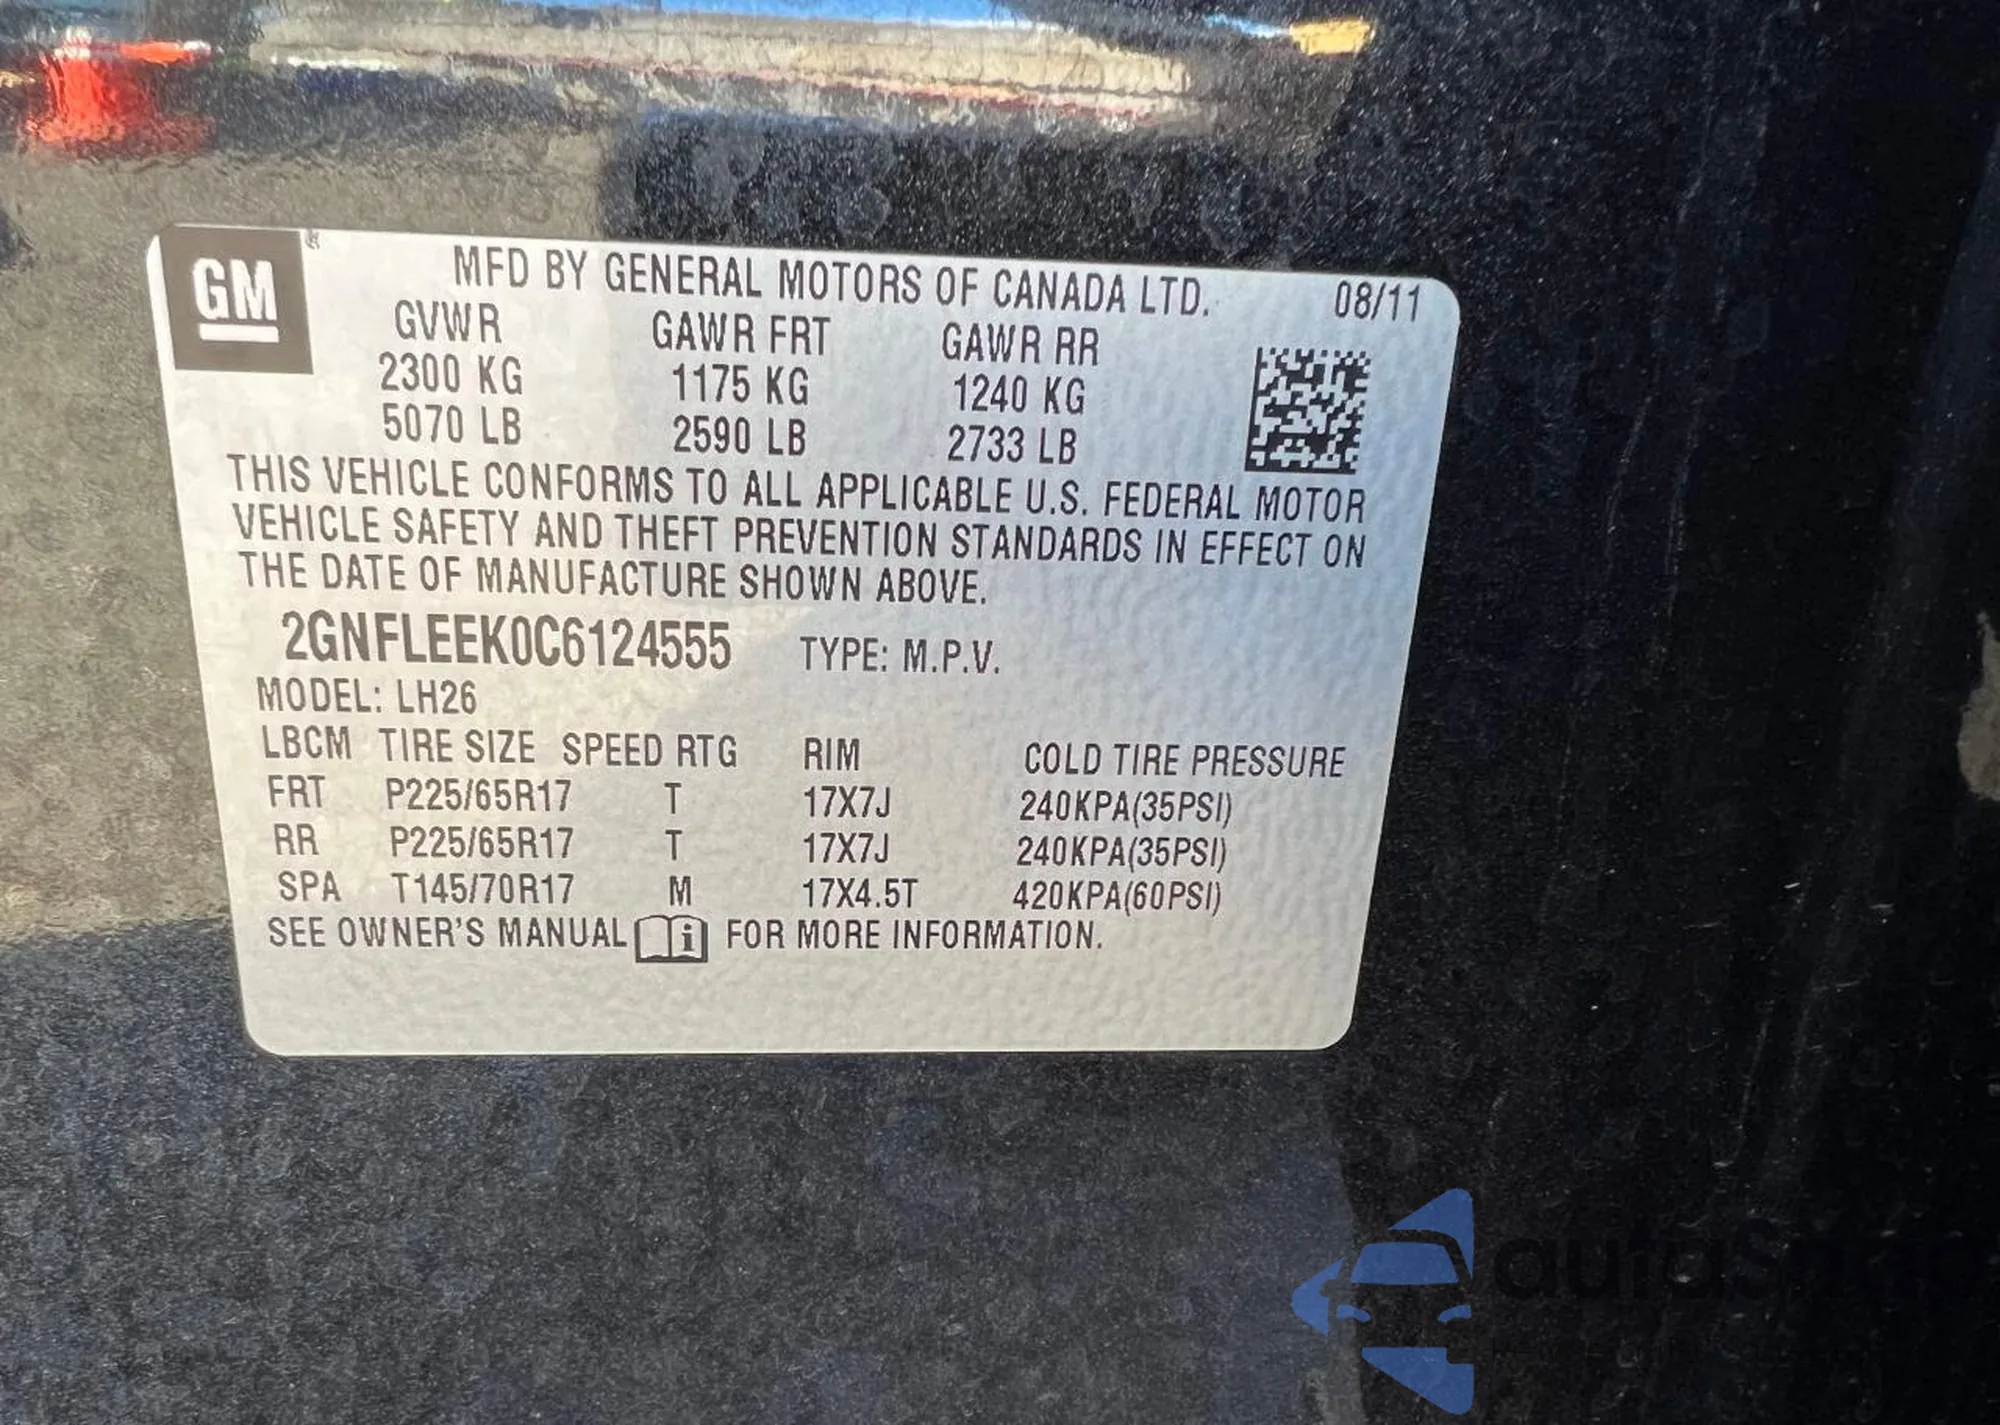 GM
MFD BY GENERAL MOTORS OF CANADA LTD. 08/11
GVWR GAWR FRT GAWR RR
2300 KG 1175 KG 1240 KG
5070 LB 2590 LB 2733 LB
THIS VEHICLE CONFORMS TO ALL APPLICABLE U.S. FEDERAL MOTOR
VEHICLE SAFETY AND THEFT PREVENTION STANDARDS IN EFFECT ON
THE DATE OF MANUFACTURE SHOWN ABOVE.
2GNFLEEK0C6124555 TYPE: M.P.V.
MODEL: LH26
LBCM TIRE SIZE SPEED RTG RIM COLD TIRE PRESSURE
FRT P225/65R17 T 17X7J 240KPA(35PSI)
RR P225/65R17 T 17X7J 240KPA(35PSI)
SPA T145/70R17 M 17X4.5T 420KPA(60PSI)
SEE OWNER'S MANUAL FOR MORE INFORMATION.